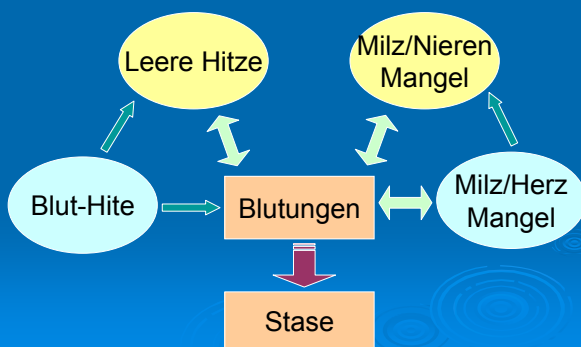 Leere Hitze
Milz/Nieren
Mangel
Blut-Hite
Blutungen
Milz/Herz
Mangel
Stase